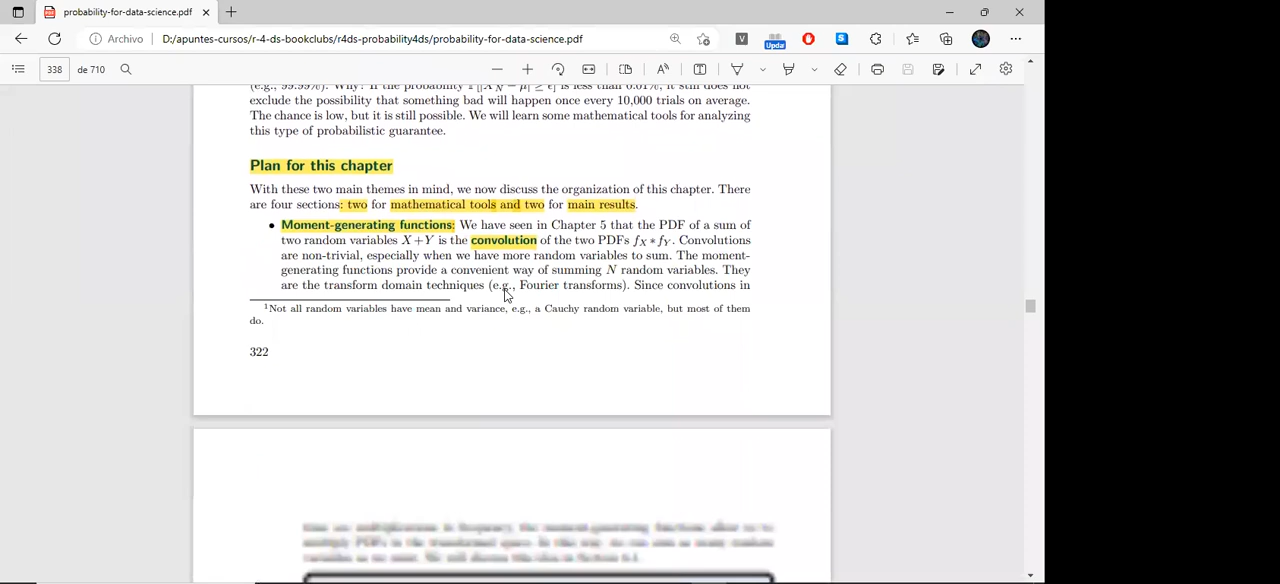 probability-for-data-science.pdf
Archivo D:/apuntes-cursos/r-4-ds-bookclubs/r4ds-probability4ds/probability-for-data-science.pdf
V
Updat
S
338 de 710
exclude the possibility that something bad will happen once every 10,000 trials on average.
The chance is low, but it is still possible. We will learn some mathematical tools for analyzing
this type of probabilistic guarantee.
Plan for this chapter
With these two main themes in mind, we now discuss the organization of this chapter. There
are four sections: two for mathematical tools and two for main results.
• Moment-generating functions: We have seen in Chapter 5 that the PDF of a sum of
two random variables X + Y is the convolution of the two PDFs fX ∗ fY. Convolutions
are non-trivial, especially when we have more random variables to sum. The moment-
generating functions provide a convenient way of summing N random variables. They
are the transform domain techniques (e.g., Fourier transforms). Since convolutions in
1Not all random variables have mean and variance, e.g., a Cauchy random variable, but most of them
do.
322